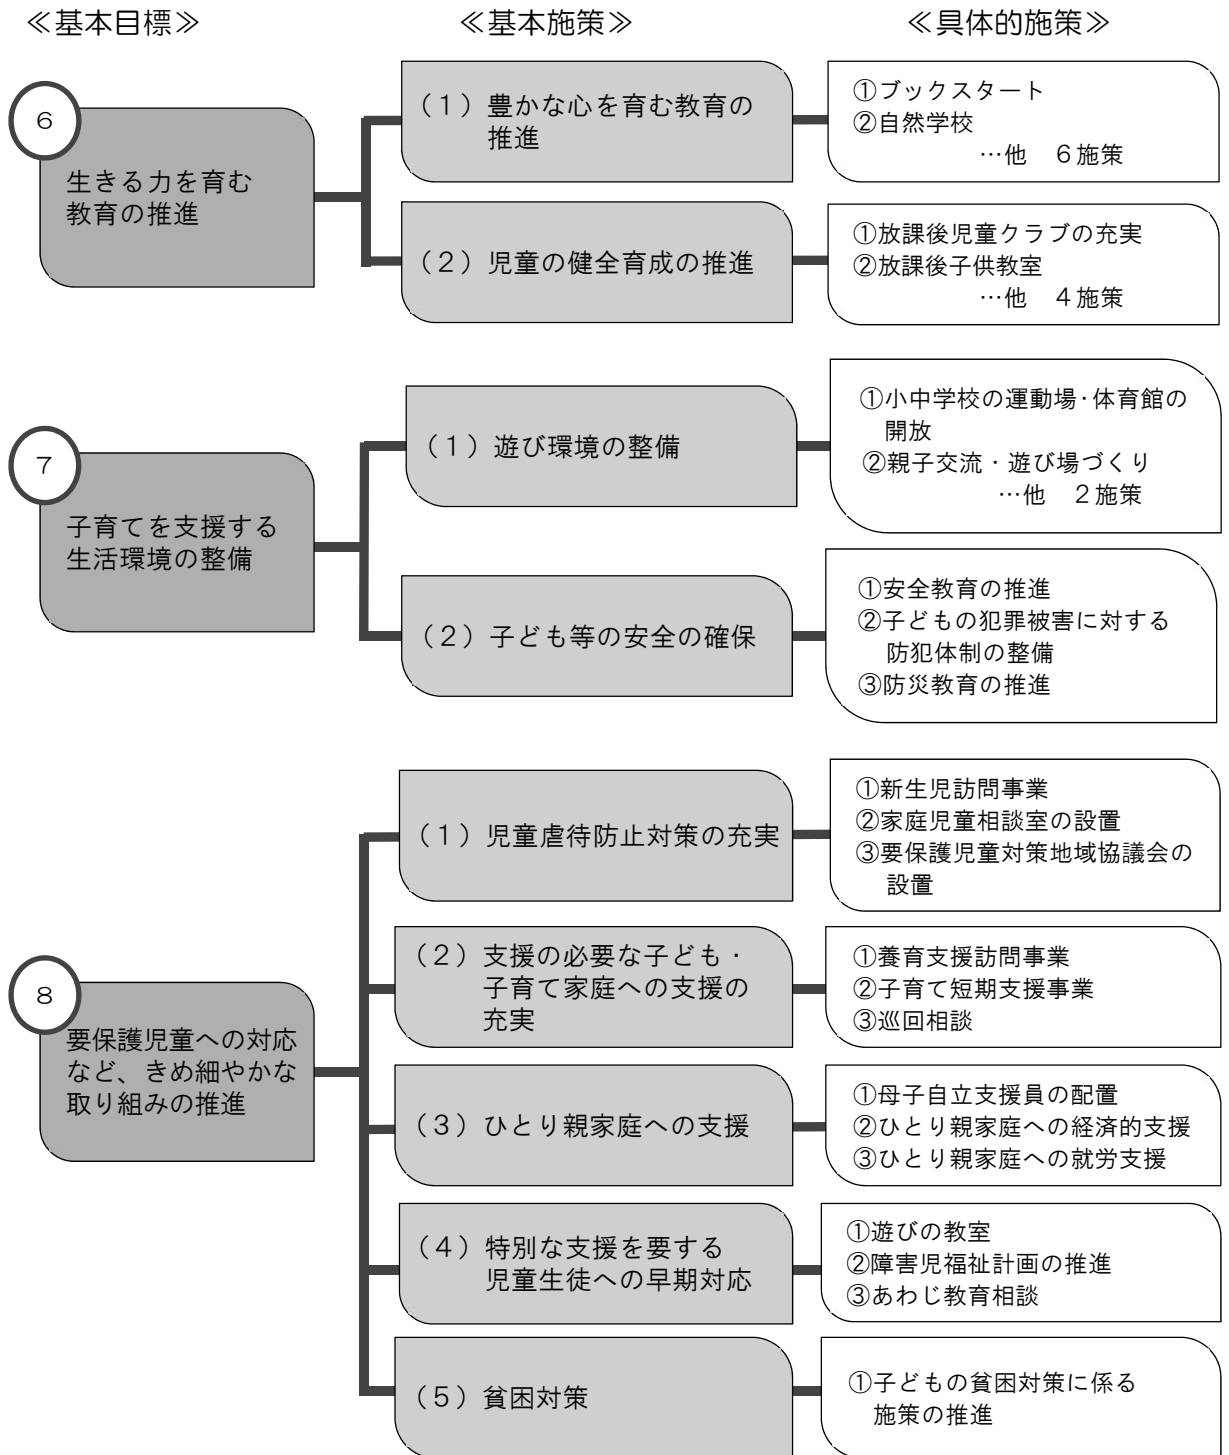 ≪基本目標≫
≪基本施策≫
≪具体的施策≫
6
生きる力を育む
教育の推進
（１）豊かな心を育む教育の
推進
①ブックスタート
②自然学校
…他　６施策
（２）児童の健全育成の推進
①放課後児童クラブの充実
②放課後子供教室
…他　４施策
7
子育てを支援する
生活環境の整備
（１）遊び環境の整備
①小中学校の運動場・体育館の
開放
②親子交流・遊び場づくり
…他　２施策
（２）子ども等の安全の確保
①安全教育の推進
②子どもの犯罪被害に対する
防犯体制の整備
③防災教育の推進
8
要保護児童への対応
など、きめ細やかな
取り組みの推進
（１）児童虐待防止対策の充実
①新生児訪問事業
②家庭児童相談室の設置
③要保護児童対策地域協議会の
設置
（２）支援の必要な子ども・
子育て家庭への支援の
充実
①養育支援訪問事業
②子育て短期支援事業
③巡回相談
（３）ひとり親家庭への支援
①母子自立支援員の配置
②ひとり親家庭への経済的支援
③ひとり親家庭への就労支援
（４）特別な支援を要する
児童生徒への早期対応
①遊びの教室
②障害児福祉計画の推進
③あわじ教育相談
（５）貧困対策
①子どもの貧困対策に係る
施策の推進